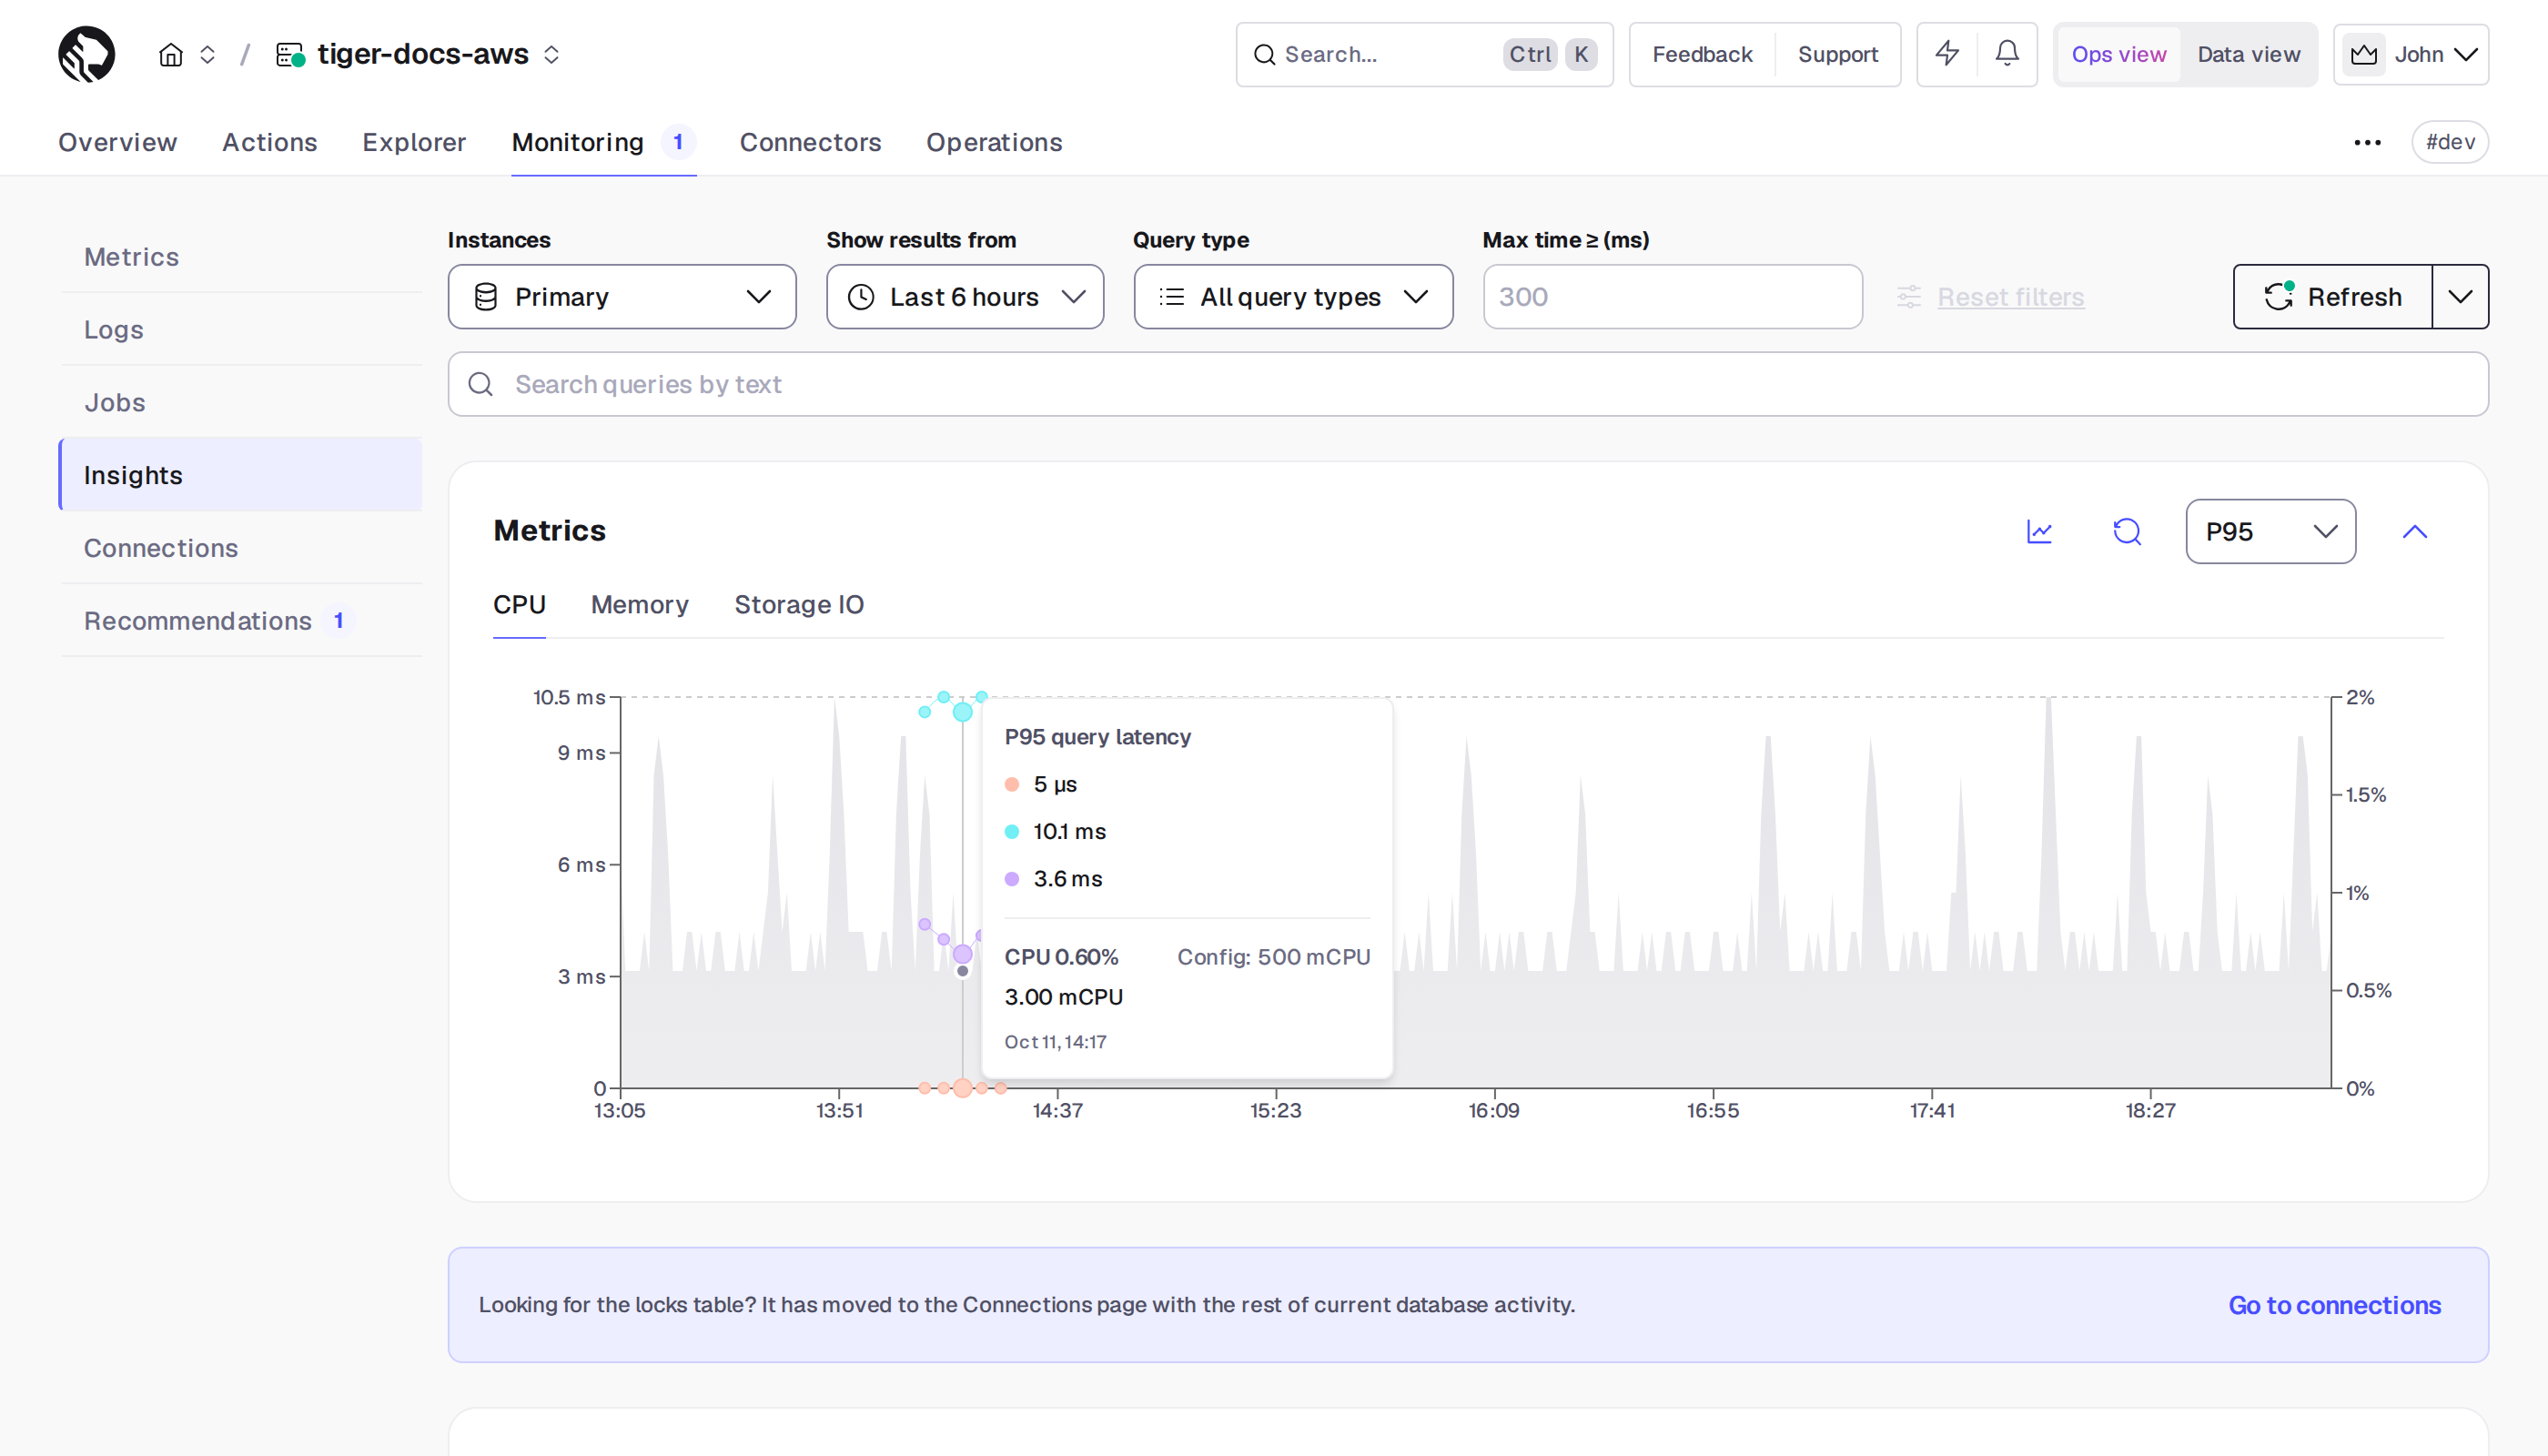 tiger-docs-aws
Search... Ctrl K
Feedback
Support
Ops view
Data view
John
Overview
Actions
Explorer
Monitoring 1
Connectors
Operations
#dev
Metrics
Logs
Jobs
Insights
Connections
Recommendations 1
Instances
Primary
Show results from
Last 6 hours
Query type
All query types
Max time ≥ (ms)
300
Reset filters
Refresh
Search queries by text
Metrics
P95
CPU
Memory
Storage IO
10.5 ms
9 ms
6 ms
3 ms
0
2%
1.5%
1%
0.5%
0%
13:05
13:51
14:37
15:23
16:09
16:55
17:41
18:27
P95 query latency
5 µs
10.1 ms
3.6 ms
CPU 0.60%
Config: 500 mCPU
3.00 mCPU
Oct 11, 14:17
Looking for the locks table? It has moved to the Connections page with the rest of current database activity.
Go to connections